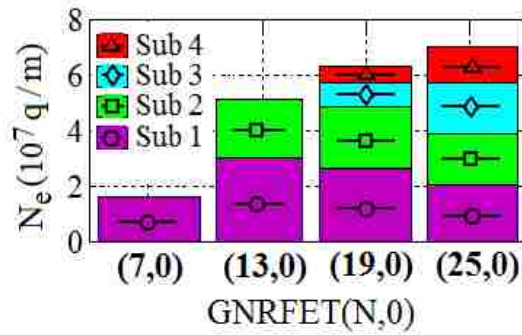 8
6
4
2
0
N_e (10^7 q/m)
Sub 4
Sub 3
Sub 2
Sub 1
(7,0) (13,0) (19,0) (25,0)
GNRFET(N,0)